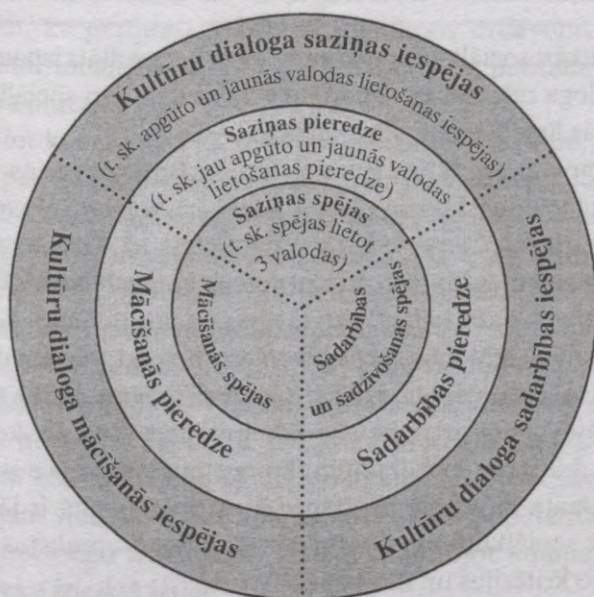 Kultūru dialoga saziņas iespējas
(t. sk. apgūto un jaunās valodas lietošanas iespējas)
Saziņas pieredze
(t. sk. jau apgūto un jaunās valodas
lietošanas pieredze)
Saziņas spējas
(t. sk. spējas lietot
3 valodas)
Kultūru dialoga mācīšanās iespējas
Mācīšanās pieredze
Mācīšanās spējas
Sadarbības
un sadzīvošanas spējas
Sadarbības pieredze
Kultūru dialoga sadarbības iespējas